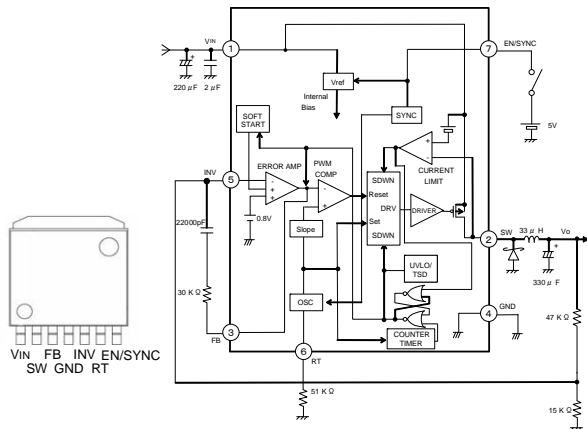 VIN
1
7
EN/SYNC
220 μF
2 μF
Vref
Internal
Bias
SYNC
SOFT
START
5V
INV
5
ERROR AMP
PWM
COMP
CURRENT
LIMIT
SDWN
Reset
DRV
Set
SDWN
DRIVER
0.8V
22000pF
Slope
2
SW
33 μ H
Vo
330 μF
UVLO/
TSD
30 K Ω
OSC
4
GND
47 K Ω
3
FB
COUNTER
TIMER
6
RT
51 K Ω
15 K Ω
VIN FB INV EN/SYNC
SW GND RT